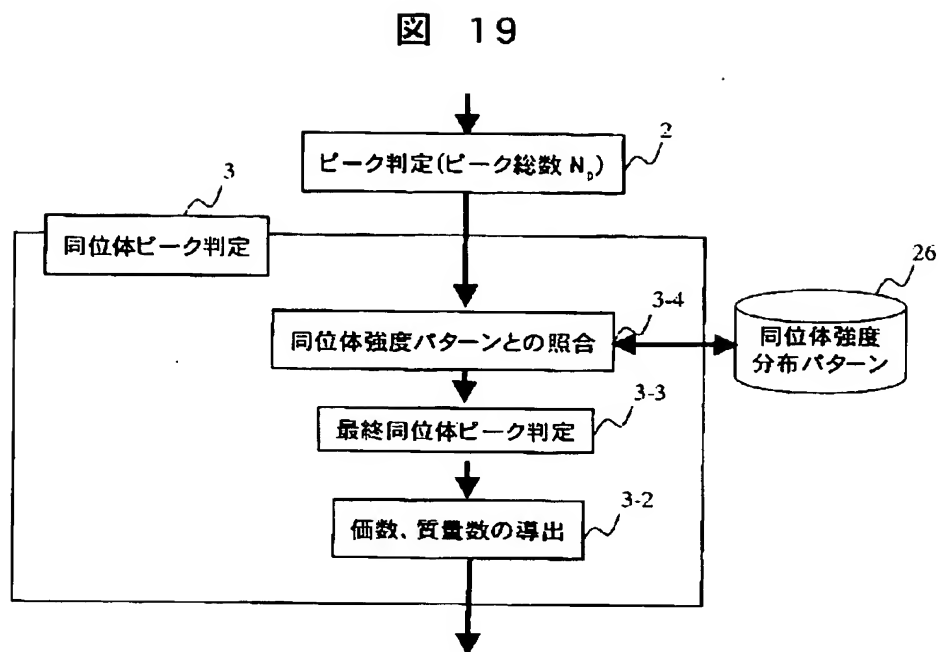 図 19
2
ピーク判定(ピーク総数 Np)
3
同位体ピーク判定
26
3-4
同位体強度パターンとの照合
同位体強度
分布パターン
3-3
最終同位体ピーク判定
3-2
価数、質量数の導出